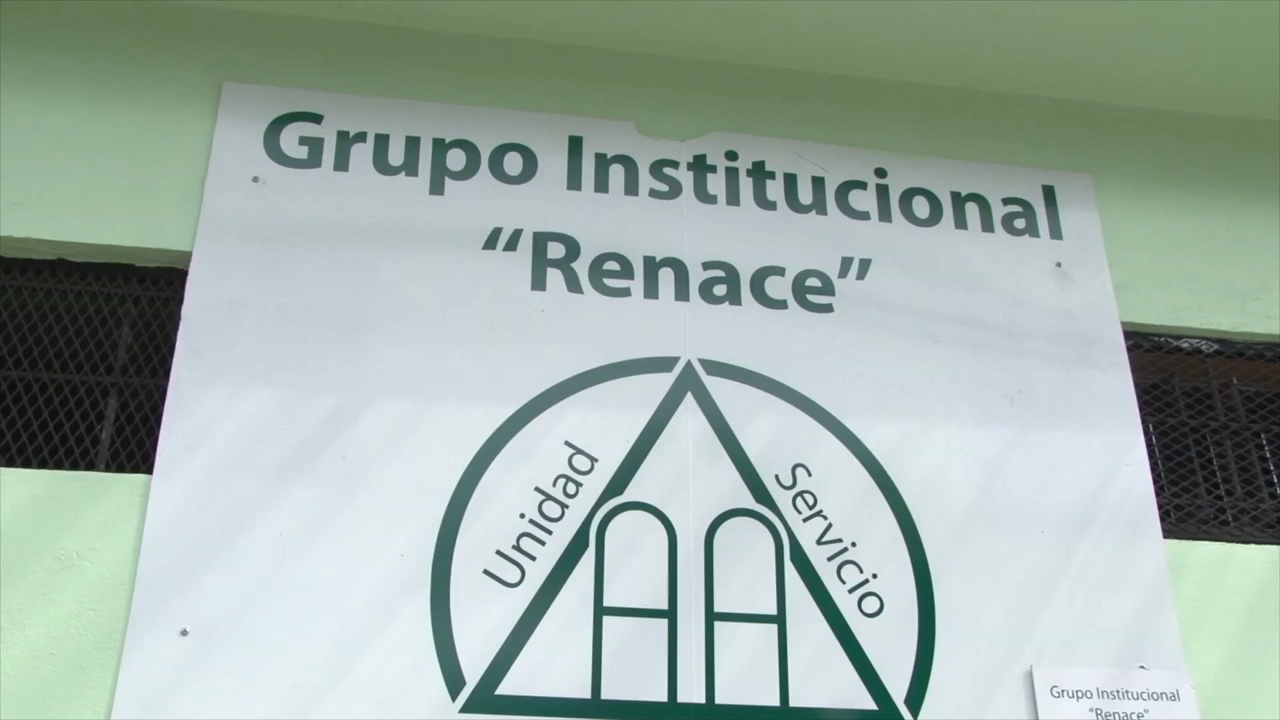 Grupo Institucional
“Renace”
Unidad
Servicio
AA
Grupo Institucional
“Renace”